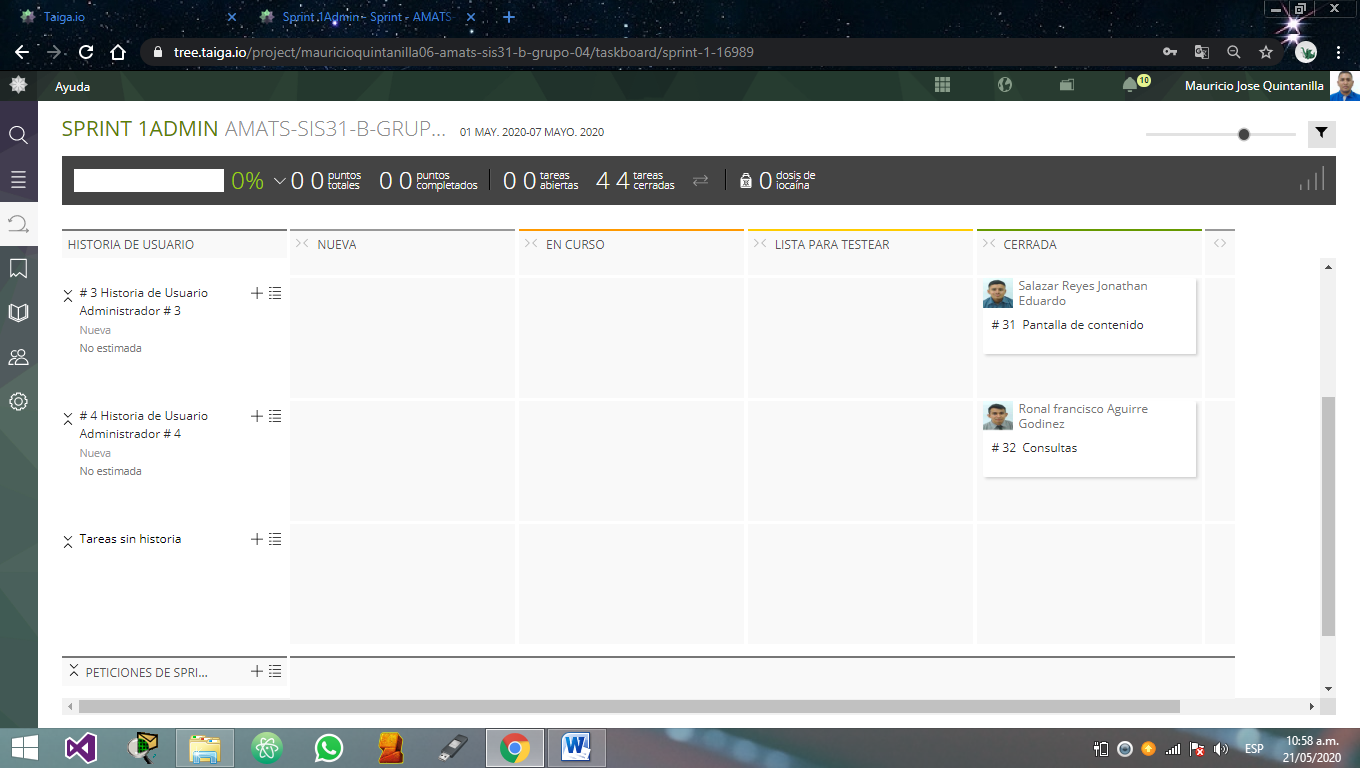 Taiga.io
Sprint 1Admin - Sprint - AMATS
tree.taiga.io/project/mauricioquintanilla06-amats-sis31-b-grupo-04/taskboard/sprint-1-16989
Ayuda
10
Mauricio Jose Quintanilla
SPRINT 1ADMIN AMATS-SIS31-B-GRUP... 01 MAY. 2020-07 MAYO. 2020
0% 0 0 puntos totales 0 0 puntos completados 0 0 tareas abiertas 4 4 tareas cerradas 0 dosis de iocaína
HISTORIA DE USUARIO NUEVA EN CURSO LISTA PARA TESTEAR CERRADA
# 3 Historia de Usuario
Administrador # 3
Nueva
No estimada
Salazar Reyes Jonathan
Eduardo
# 31 Pantalla de contenido
# 4 Historia de Usuario
Administrador # 4
Nueva
No estimada
Ronal francisco Aguirre
Godinez
# 32 Consultas
Tareas sin historia
PETICIONES DE SPRI...
ESP
10:58 a.m.
21/05/2020